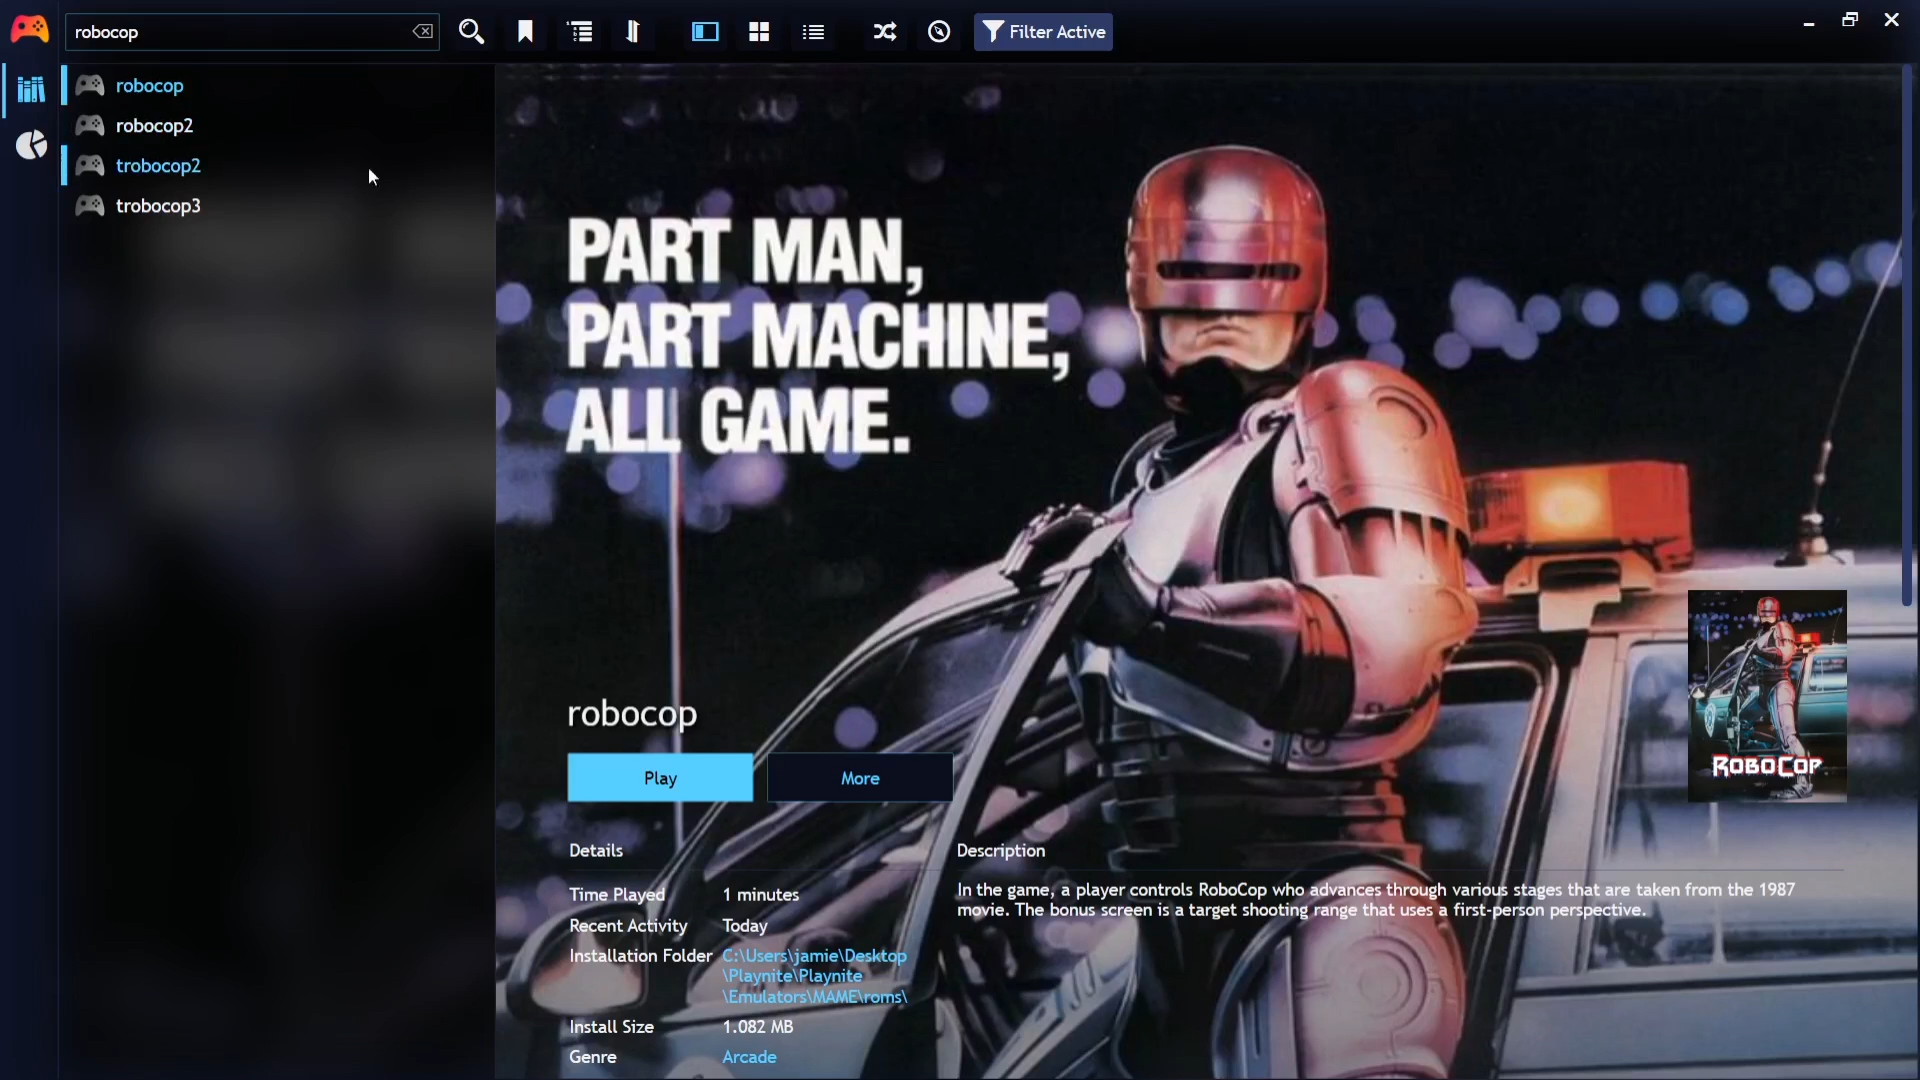 robocop
Filter Active
robocop
robocop2
trobocop2
trobocop3
PART MAN,
PART MACHINE,
ALL GAME.
robocop
Play
More
ROBOCOP
Details
Time Played 1 minutes
Recent Activity Today
Installation Folder C:\Users\jamie\Desktop
\Playnite\Playnite
\Emulators\MAME\roms\
Install Size 1.082 MB
Genre Arcade
Description
In the game, a player controls RoboCop who advances through various stages that are taken from the 1987
movie. The bonus screen is a target shooting range that uses a first-person perspective.